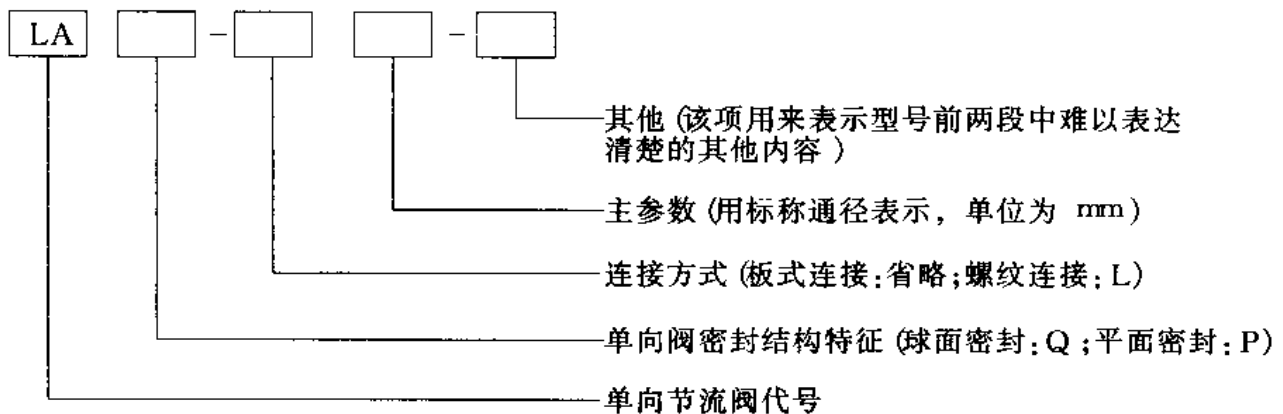 LA - -
其他 (该项用来表示型号前两段中难以表达
清楚的其他内容)
主参数 (用标称通径表示, 单位为 mm)
连接方式 (板式连接:省略;螺纹连接:L)
单向阀密封结构特征 (球面密封:Q;平面密封:P)
单向节流阀代号